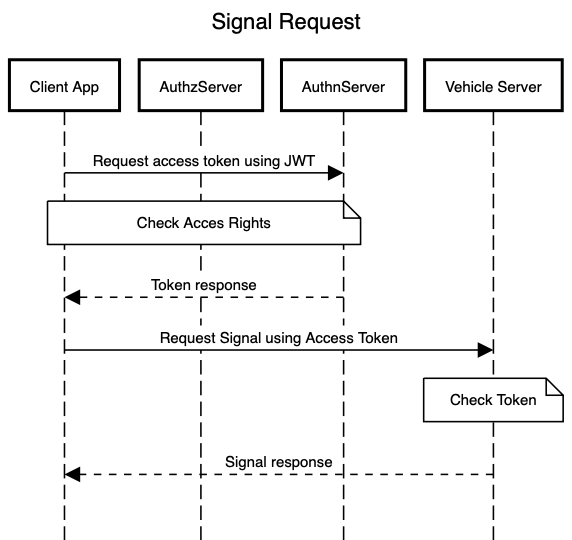 Signal Request
Client App
AuthzServer
AuthnServer
Vehicle Server
Request access token using JWT
Check Acces Rights
Token response
Request Signal using Access Token
Check Token
Signal response